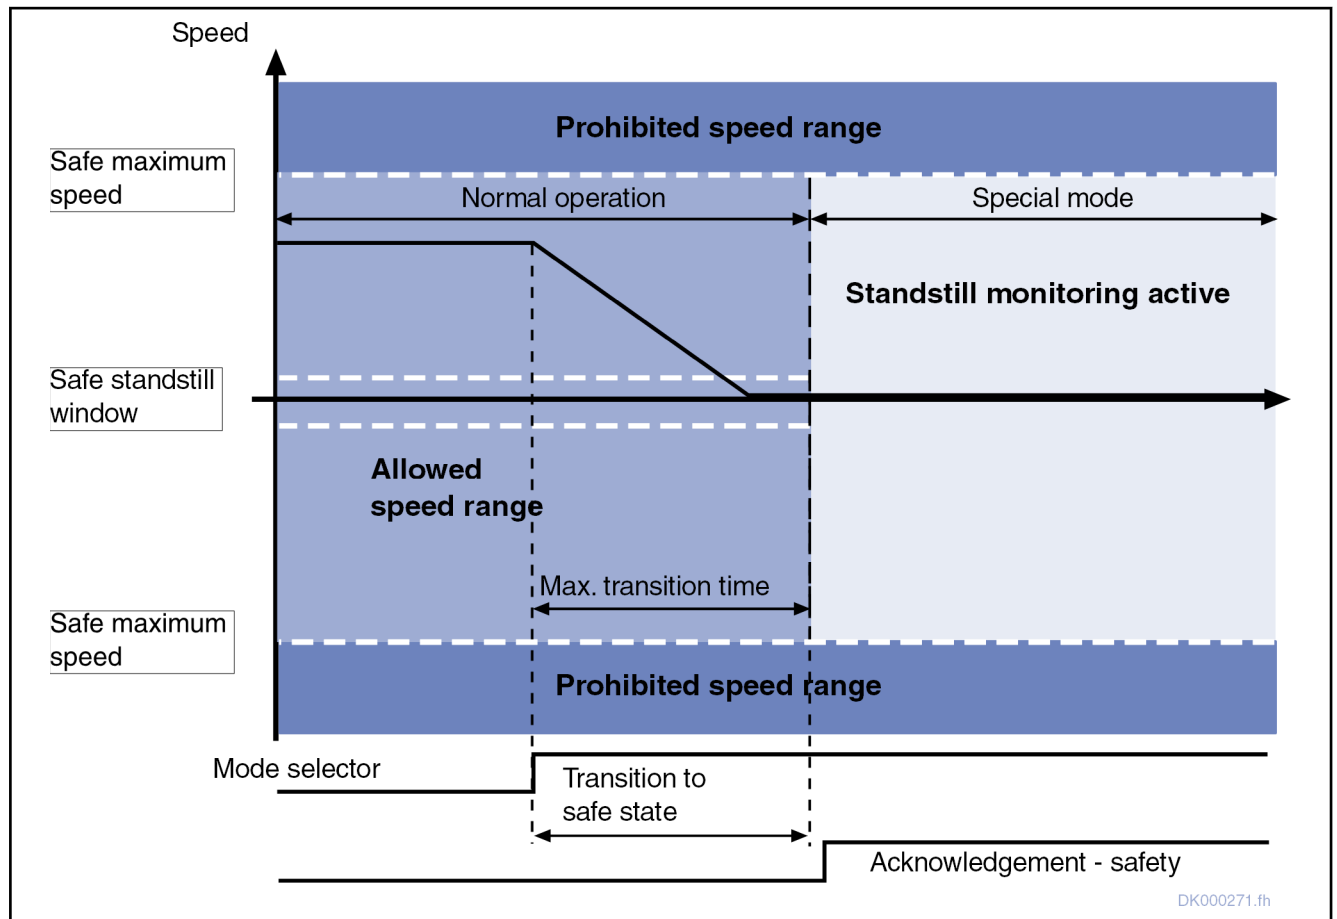 Speed
Prohibited speed range
Safe maximum
speed
Normal operation
Special mode
Standstill monitoring active
Safe standstill
window
Allowed
speed range
Max. transition time
Safe maximum
speed
Prohibited speed range
Mode selector
Transition to
safe state
Acknowledgement - safety
DK000271.fh